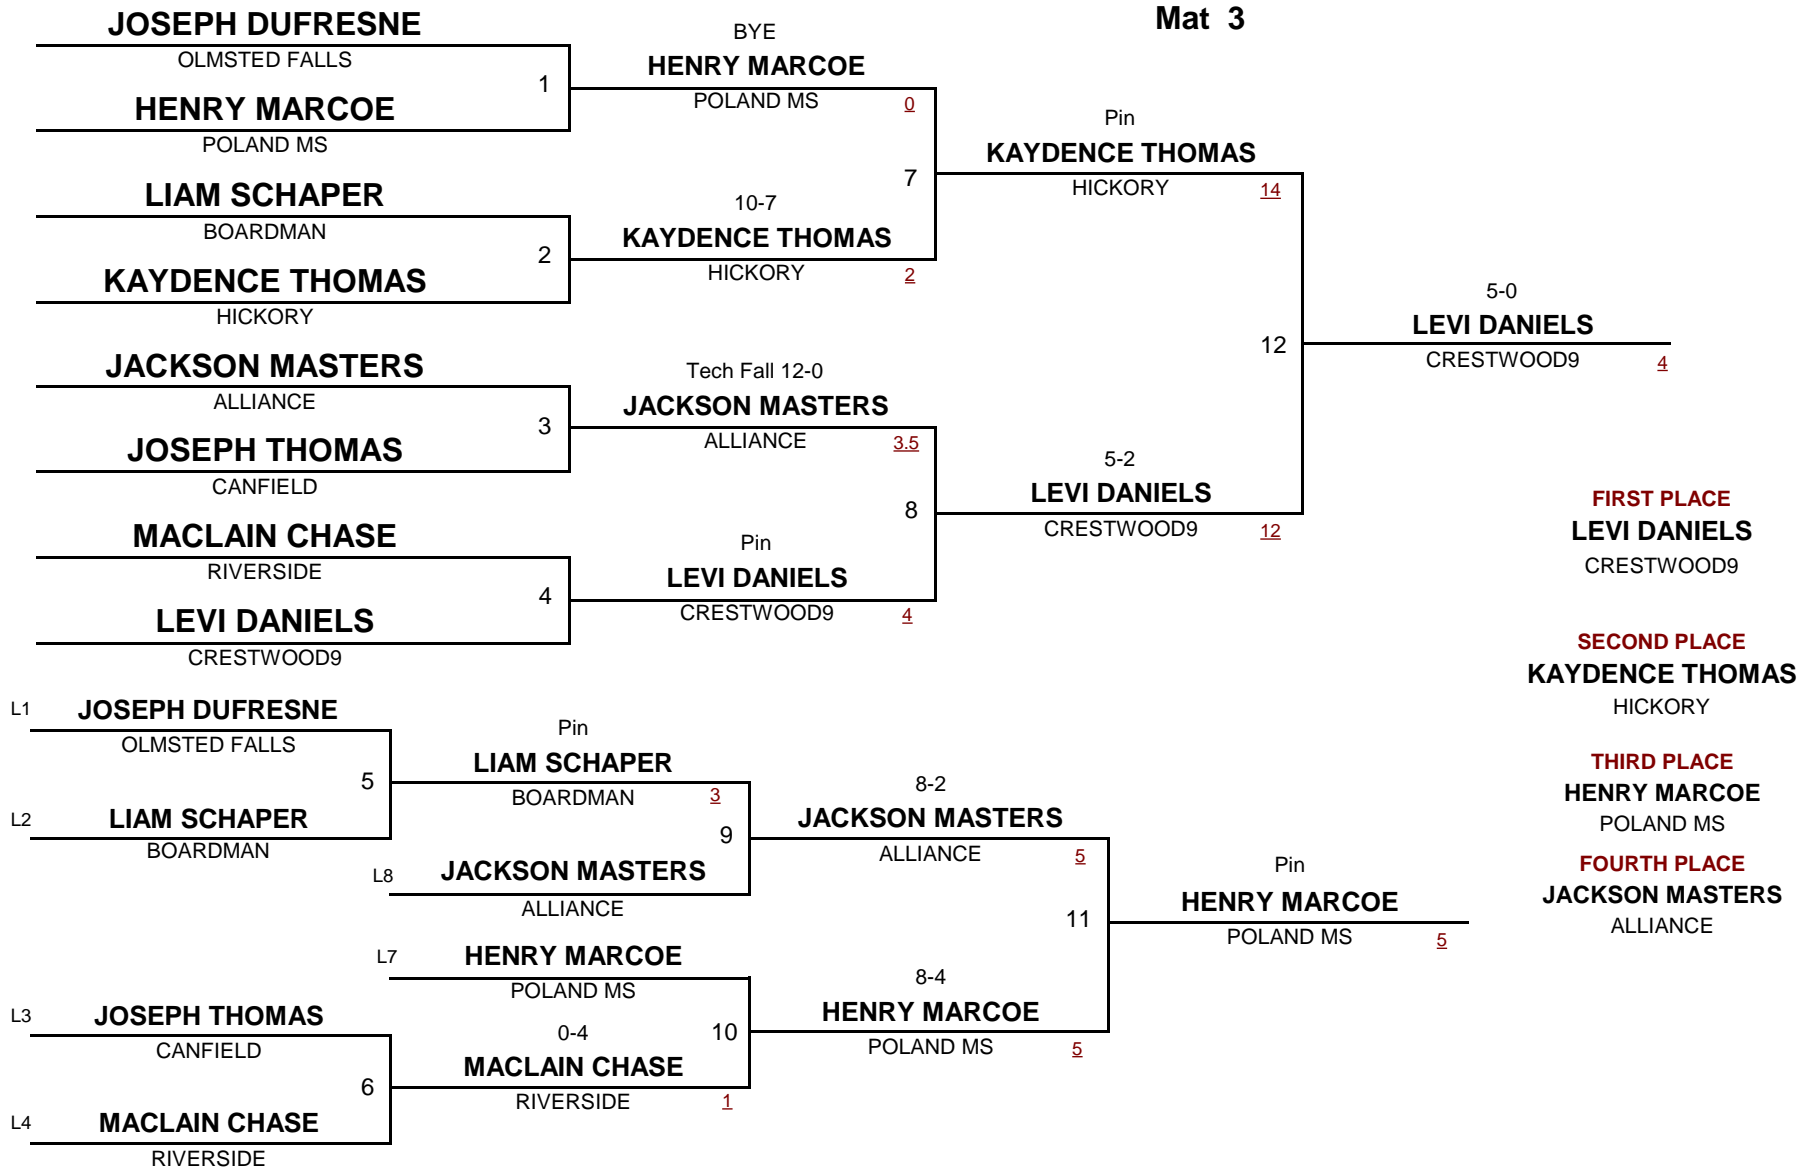 Mat 3
JOSEPH DUFRESNE
OLMSTED FALLS
1
HENRY MARCOE
POLAND MS
LIAM SCHAPER
BOARDMAN
2
KAYDENCE THOMAS
HICKORY
JACKSON MASTERS
ALLIANCE
3
JOSEPH THOMAS
CANFIELD
MACLAIN CHASE
RIVERSIDE
4
LEVI DANIELS
CRESTWOOD9
BYE
HENRY MARCOE
POLAND MS 0
7
10-7
KAYDENCE THOMAS
HICKORY 2
Tech Fall 12-0
JACKSON MASTERS
ALLIANCE 3.5
8
Pin
LEVI DANIELS
CRESTWOOD9 4
Pin
KAYDENCE THOMAS
HICKORY 14
12
5-2
LEVI DANIELS
CRESTWOOD9 12
5-0
LEVI DANIELS
CRESTWOOD9 4
L1 JOSEPH DUFRESNE
OLMSTED FALLS
5
L2 LIAM SCHAPER
BOARDMAN
Pin
LIAM SCHAPER
BOARDMAN 3
9
L8 JACKSON MASTERS
ALLIANCE
L7 HENRY MARCOE
POLAND MS
10
L3 JOSEPH THOMAS
CANFIELD
6
L4 MACLAIN CHASE
RIVERSIDE
0-4
MACLAIN CHASE
RIVERSIDE 1
8-2
JACKSON MASTERS
ALLIANCE 5
11
8-4
HENRY MARCOE
POLAND MS 5
Pin
HENRY MARCOE
POLAND MS 5
FIRST PLACE
LEVI DANIELS
CRESTWOOD9
SECOND PLACE
KAYDENCE THOMAS
HICKORY
THIRD PLACE
HENRY MARCOE
POLAND MS
FOURTH PLACE
JACKSON MASTERS
ALLIANCE